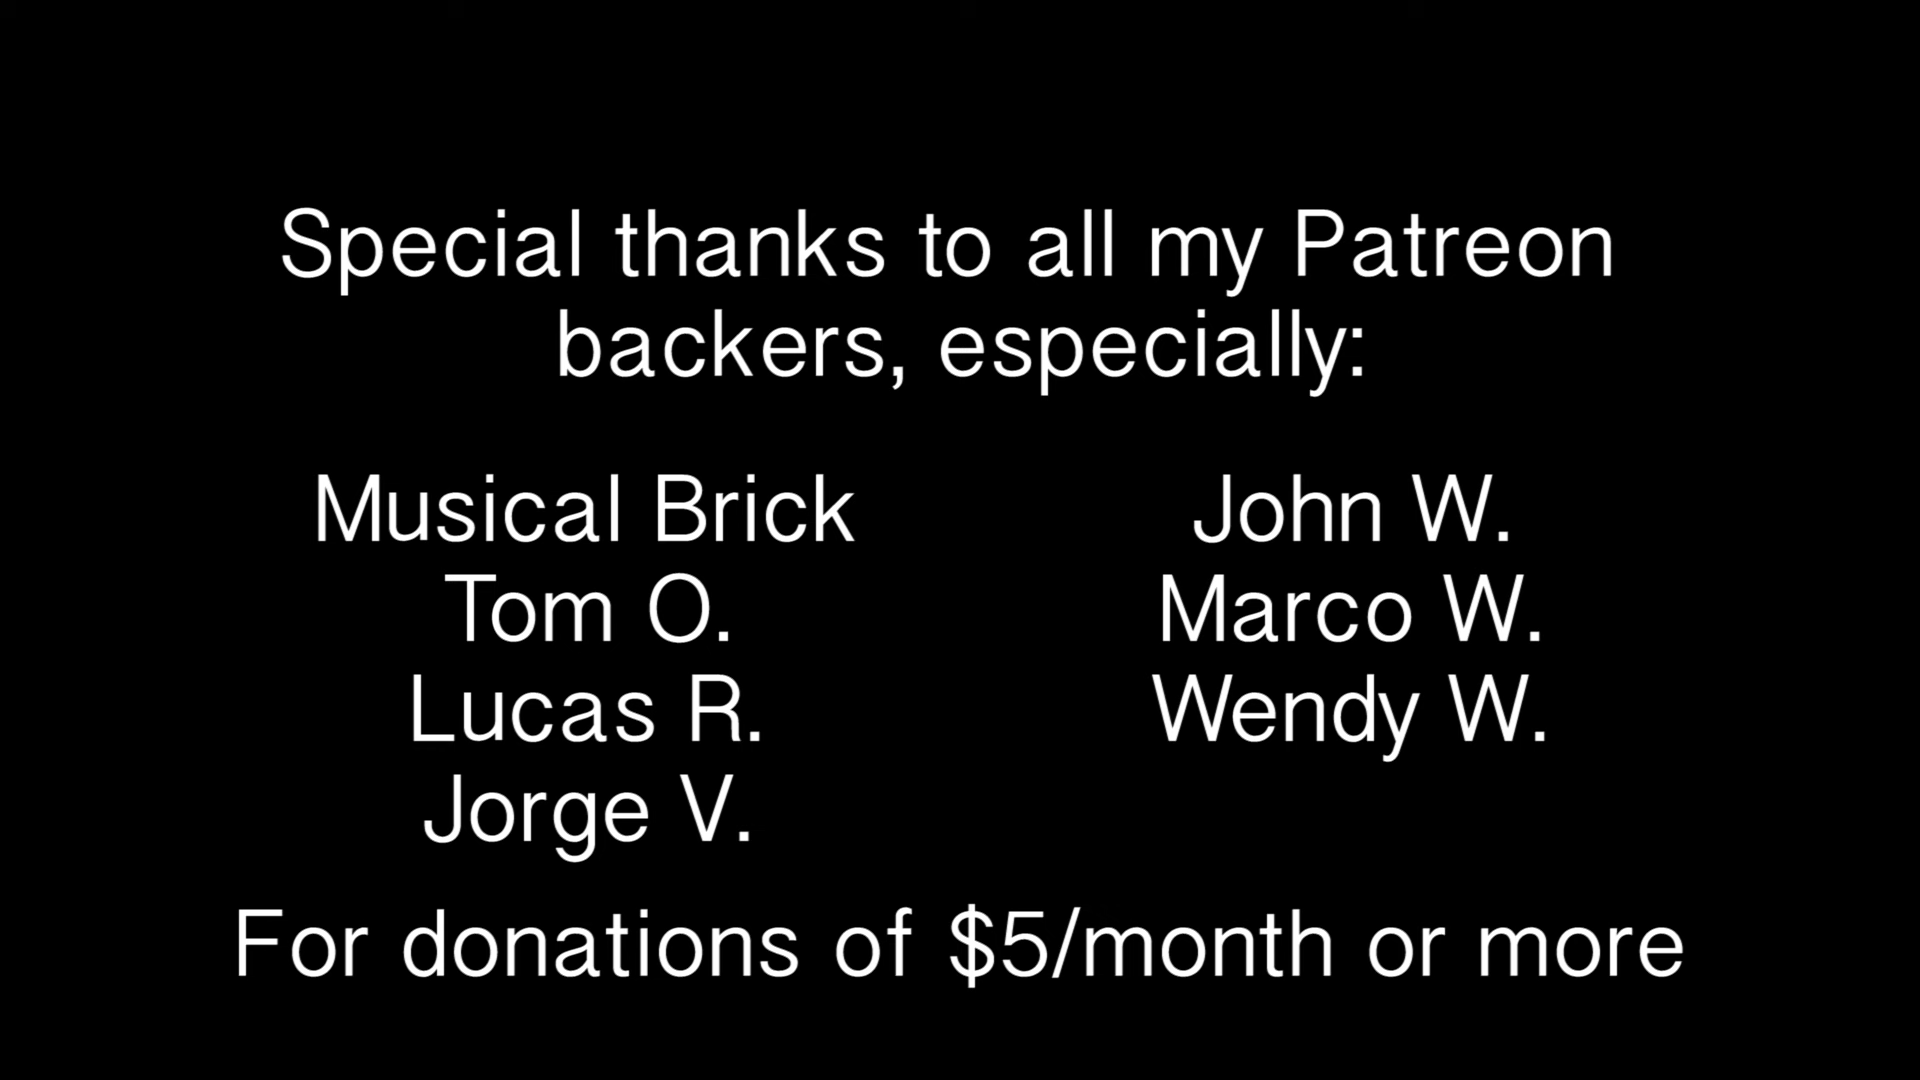 Special thanks to all my Patreon
backers, especially:
Musical Brick
Tom O.
Lucas R.
Jorge V.
John W.
Marco W.
Wendy W.
For donations of $5/month or more